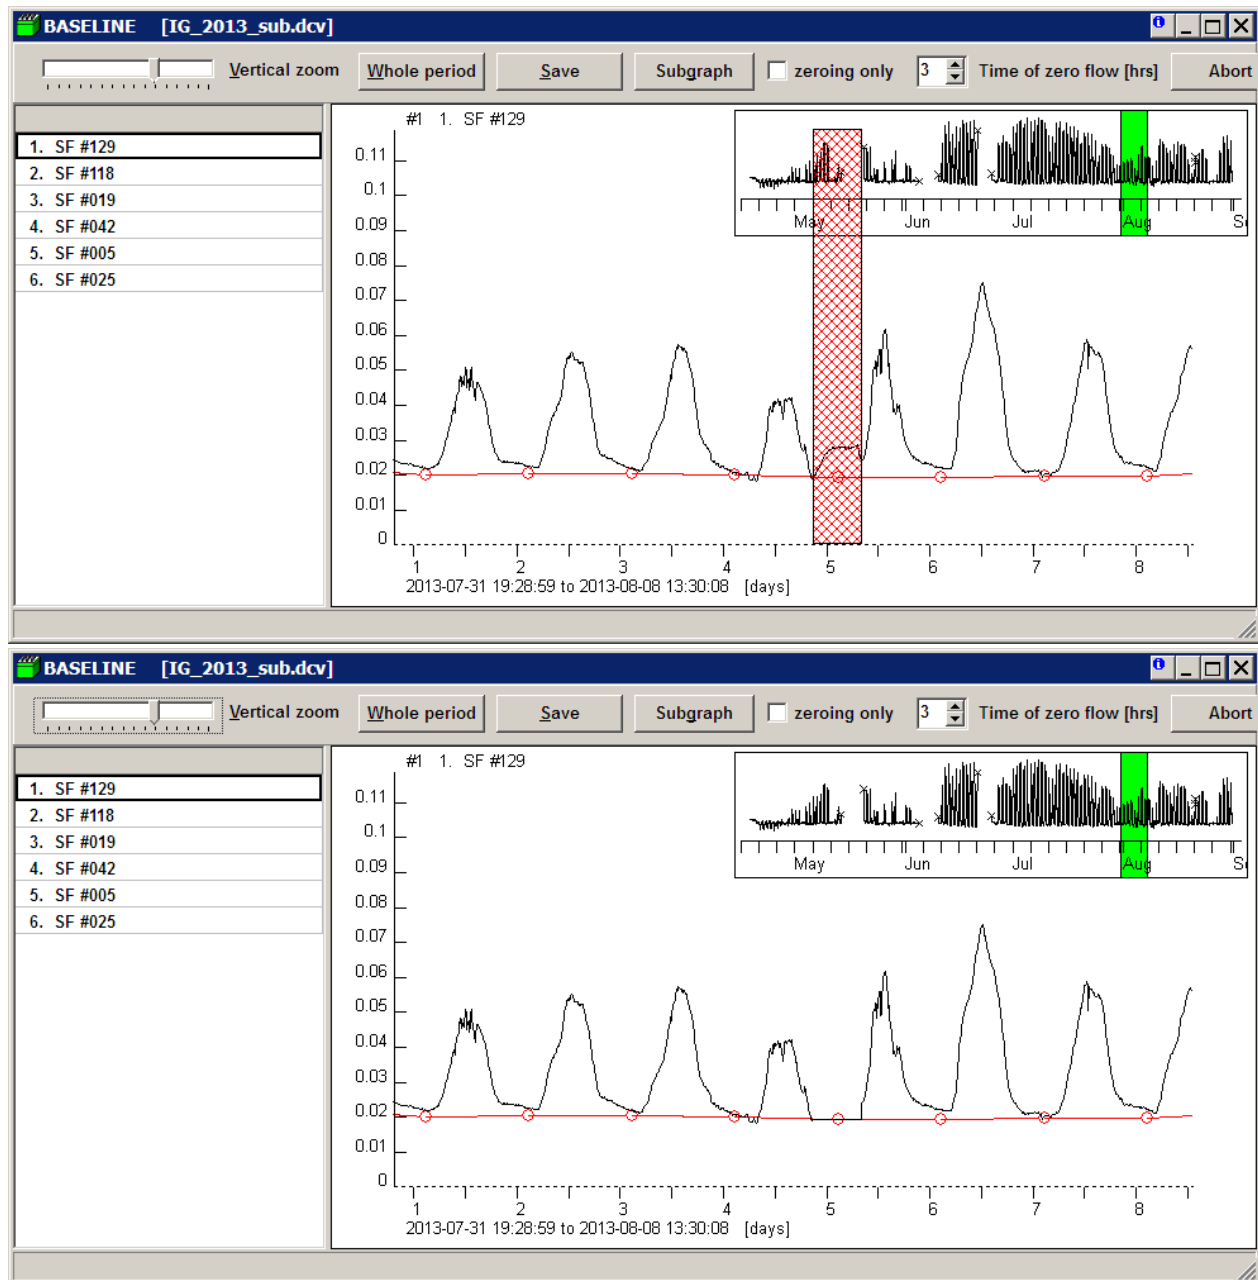 BASELINE [IG_2013_sub.dcv]
Vertical zoom Whole period Save Subgraph zeroing only 3 Time of zero flow [hrs] Abort
#1 1. SF #129
1. SF #129
2. SF #118
3. SF #019
4. SF #042
5. SF #005
6. SF #025
0.11
0.1
0.09
0.08
0.07
0.06
0.05
0.04
0.03
0.02
0.01
0
May Jun Jul Aug
1 2 3 4 5 6 7 8
2013-07-31 19:28:59 to 2013-08-08 13:30:08 [days]
BASELINE [IG_2013_sub.dcv]
Vertical zoom Whole period Save Subgraph zeroing only 3 Time of zero flow [hrs] Abort
#1 1. SF #129
1. SF #129
2. SF #118
3. SF #019
4. SF #042
5. SF #005
6. SF #025
0.11
0.1
0.09
0.08
0.07
0.06
0.05
0.04
0.03
0.02
0.01
0
May Jun Jul Aug
1 2 3 4 5 6 7 8
2013-07-31 19:28:59 to 2013-08-08 13:30:08 [days]